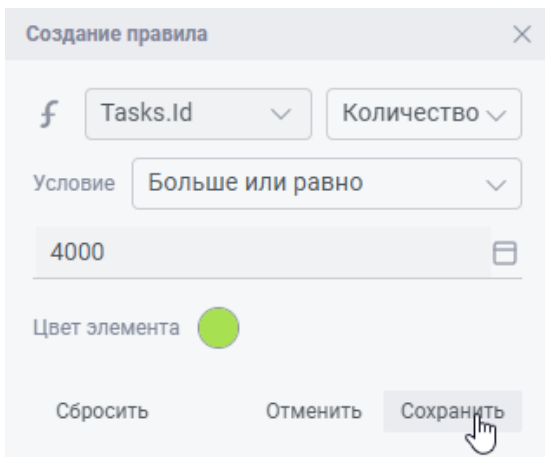 Создание правила
Tasks.Id Количество
Условие Больше или равно
4000
Цвет элемента
Сбросить Отменить Сохранить